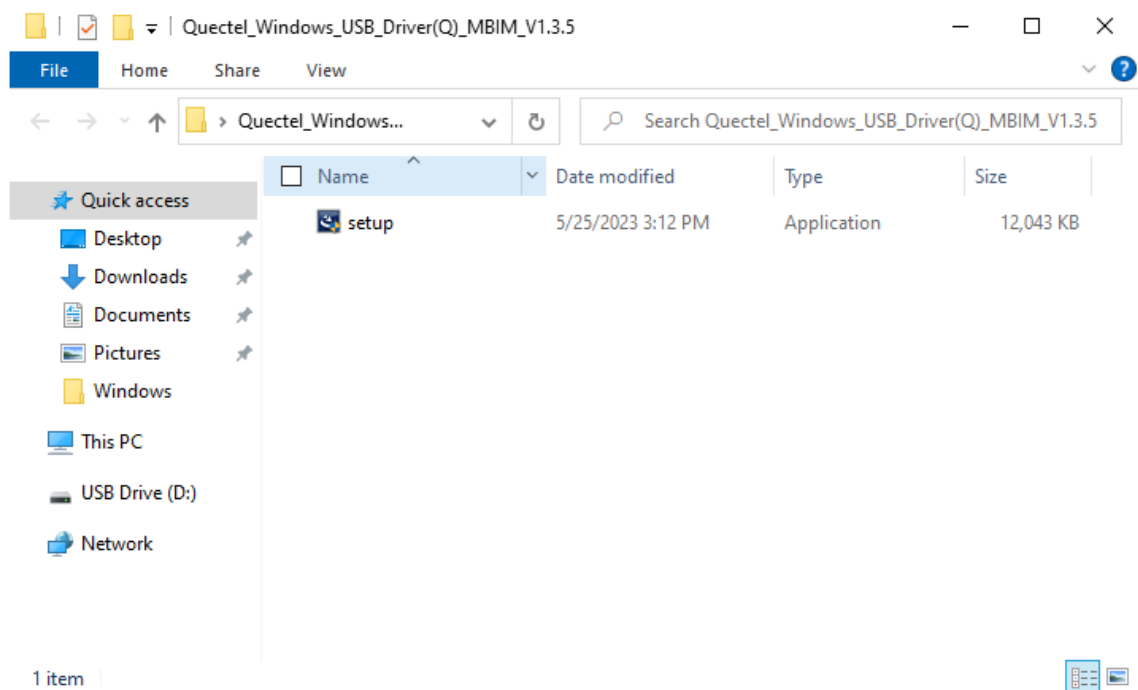 Quectel_Windows_USB_Driver(Q)_MBIM_V1.3.5
File Home Share View
Quectel_Windows...
Search Quectel_Windows_USB_Driver(Q)_MBIM_V1.3.5
Name Date modified Type Size
setup 5/25/2023 3:12 PM Application 12,043 KB
Quick access
Desktop
Downloads
Documents
Pictures
Windows
This PC
USB Drive (D:)
Network
1 item